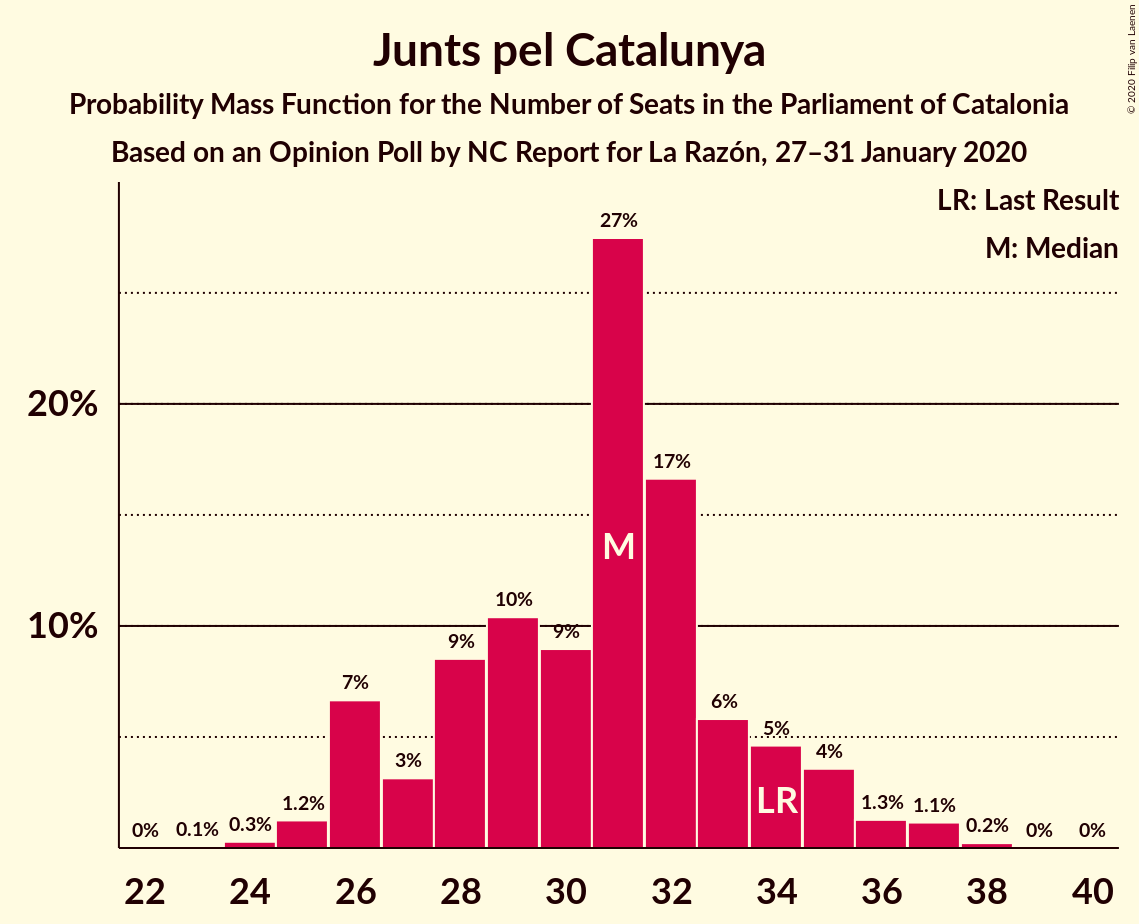 Junts pel Catalunya
Probability Mass Function for the Number of Seats in the Parliament of Catalonia
Based on an Opinion Poll by NC Report for La Razón, 27–31 January 2020
© 2020 Filip van Laenen
LR: Last Result
M: Median
20%
10%
0%
0.1%
0.3%
1.2%
7%
3%
9%
10%
9%
27%
17%
6%
5%
4%
1.3%
1.1%
0.2%
0%
0%
M
LR
22 24 26 28 30 32 34 36 38 40